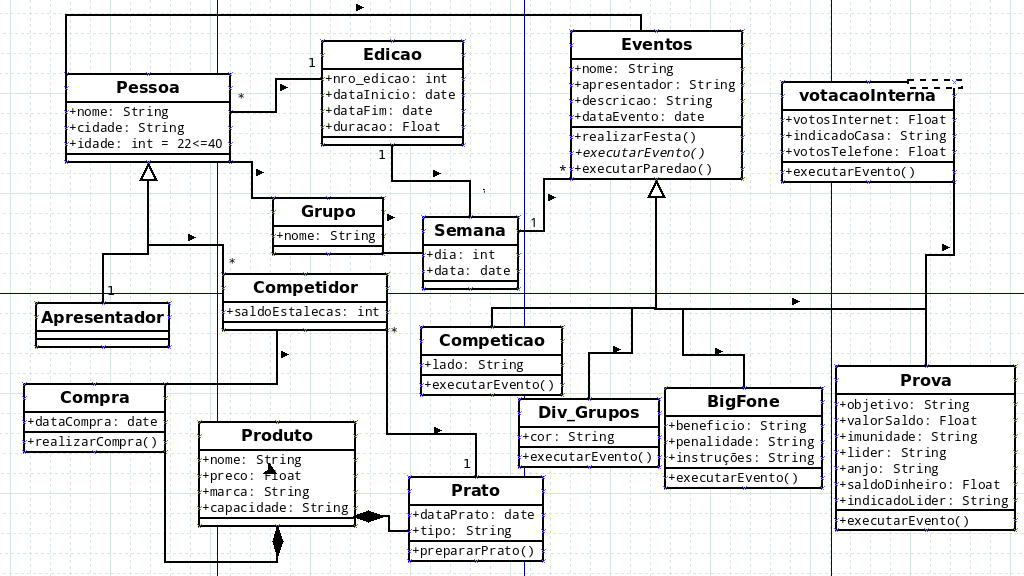 Pessoa
+nome: String
+cidade: String
+idade: int = 22<=40
*
1
Edicao
+nro_edicao: int
+dataInicio: date
+dataFim: date
+duracao: Float
1
Eventos
+nome: String
+apresentador: String
+descricao: String
+dataEvento: date
+realizarFesta()
+executarEvento()
+executarParedao()
*
1
votacaoInterna
+votosInternet: Float
+indicadoCasa: String
+votosTelefone: Float
+executarEvento()
Grupo
+nome: String
Semana
+dia: int
+data: date
*
1
Apresentador
Competidor
+saldoEstalecas: int
*
Competicao
+lado: String
+executarEvento()
Div_Grupos
+cor: String
+executarEvento()
BigFone
+beneficio: String
+penalidade: String
+instruções: String
+executarEvento()
Prova
+objetivo: String
+valorSaldo: Float
+imunidade: String
+lider: String
+anjo: String
+saldoDinheiro: Float
+indicadoLider: String
+executarEvento()
Compra
+dataCompra: date
+realizarCompra()
Produto
+nome: String
+preco: Float
+marca: String
+capacidade: String
1
Prato
+dataPrato: date
+tipo: String
+prepararPrato()